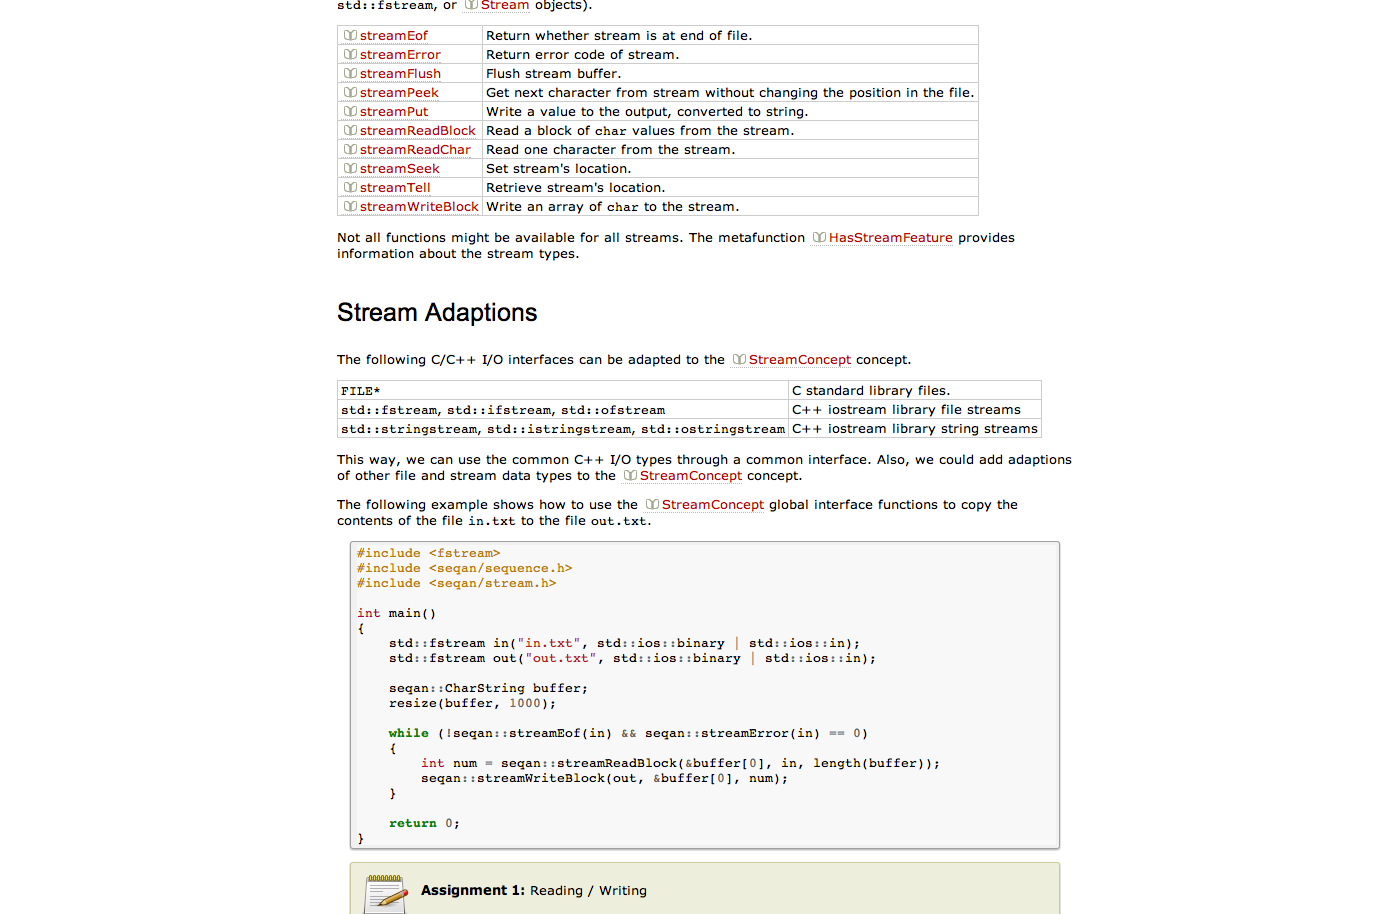 std::fstream, or Stream objects).
streamEof Return whether stream is at end of file.
streamError Return error code of stream.
streamFlush Flush stream buffer.
streamPeek Get next character from stream without changing the position in the file.
streamPut Write a value to the output, converted to string.
streamReadBlock Read a block of char values from the stream.
streamReadChar Read one character from the stream.
streamSeek Set stream's location.
streamTell Retrieve stream's location.
streamWriteBlock Write an array of char to the stream.
Not all functions might be available for all streams. The metafunction HasStreamFeature provides
information about the stream types.
Stream Adaptions
The following C/C++ I/O interfaces can be adapted to the StreamConcept concept.
FILE* C standard library files.
std::fstream, std::ifstream, std::ofstream C++ iostream library file streams
std::stringstream, std::istringstream, std::ostringstream C++ iostream library string streams
This way, we can use the common C++ I/O types through a common interface. Also, we could add adaptions
of other file and stream data types to the StreamConcept concept.
The following example shows how to use the StreamConcept global interface functions to copy the
contents of the file in.txt to the file out.txt.
#include <fstream>
#include <seqan/sequence.h>
#include <seqan/stream.h>
int main()
{
    std::fstream in("in.txt", std::ios::binary | std::ios::in);
    std::fstream out("out.txt", std::ios::binary | std::ios::in);
    seqan::CharString buffer;
    resize(buffer, 1000);
    while (!seqan::streamEof(in) && seqan::streamError(in) == 0)
    {
        int num = seqan::streamReadBlock(&buffer[0], in, length(buffer));
        seqan::streamWriteBlock(out, &buffer[0], num);
    }
    return 0;
}
Assignment 1: Reading / Writing